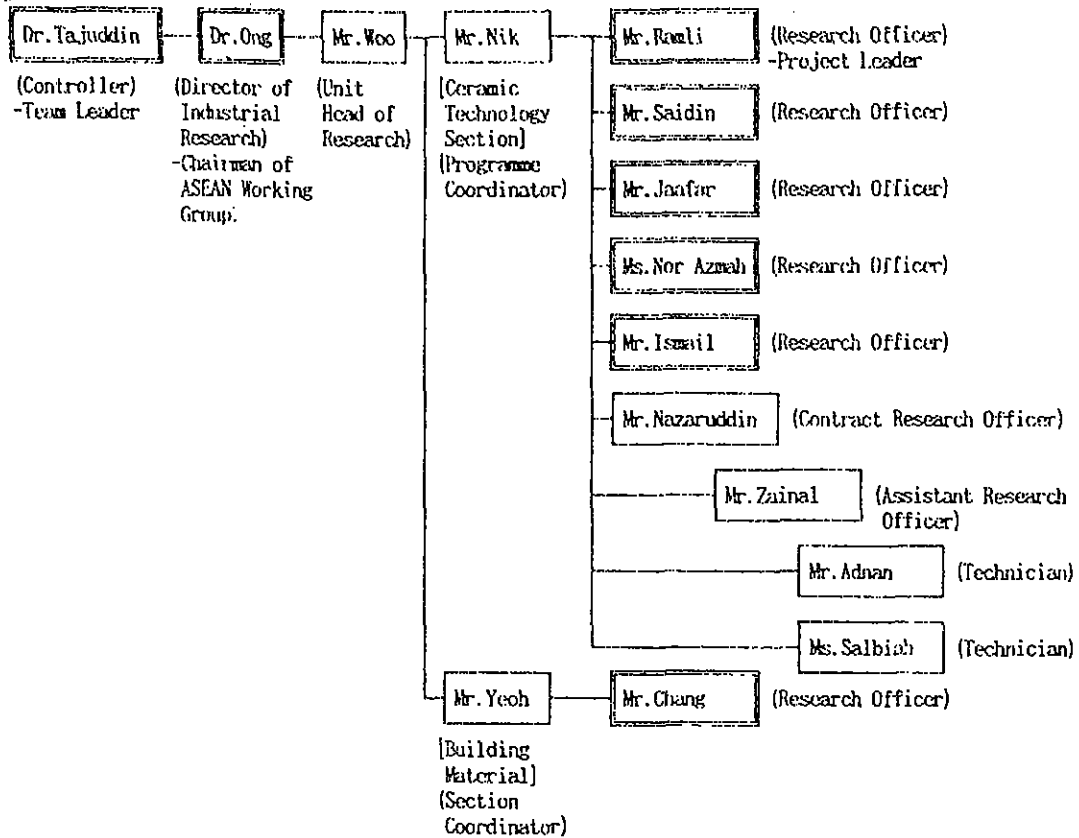 Dr.Tajuddin
(Controller)
-Team Leader
Dr.Ong
(Director of
Industrial
Research)
-Chairman of
ASEAN Working
Group.
Mr.Woo
(Unit
Head of
Research)
Mr.Nik
[Ceramic
Technology
Section]
(Programme
Coordinator)
Mr.Ramli
(Research Officer)
-Project Leader
Mr.Saidin
(Research Officer)
Mr.Jaafar
(Research Officer)
Ms.Nor Azmah
(Research Officer)
Mr.Ismail
(Research Officer)
Mr.Nazaruddin
(Contract Research Officer)
Mr.Zainal
(Assistant Research
Officer)
Mr.Adnan
(Technician)
Ms.Salbiah
(Technician)
Mr.Yeoh
[Building
Material]
(Section
Coordinator)
Mr.Chang
(Research Officer)